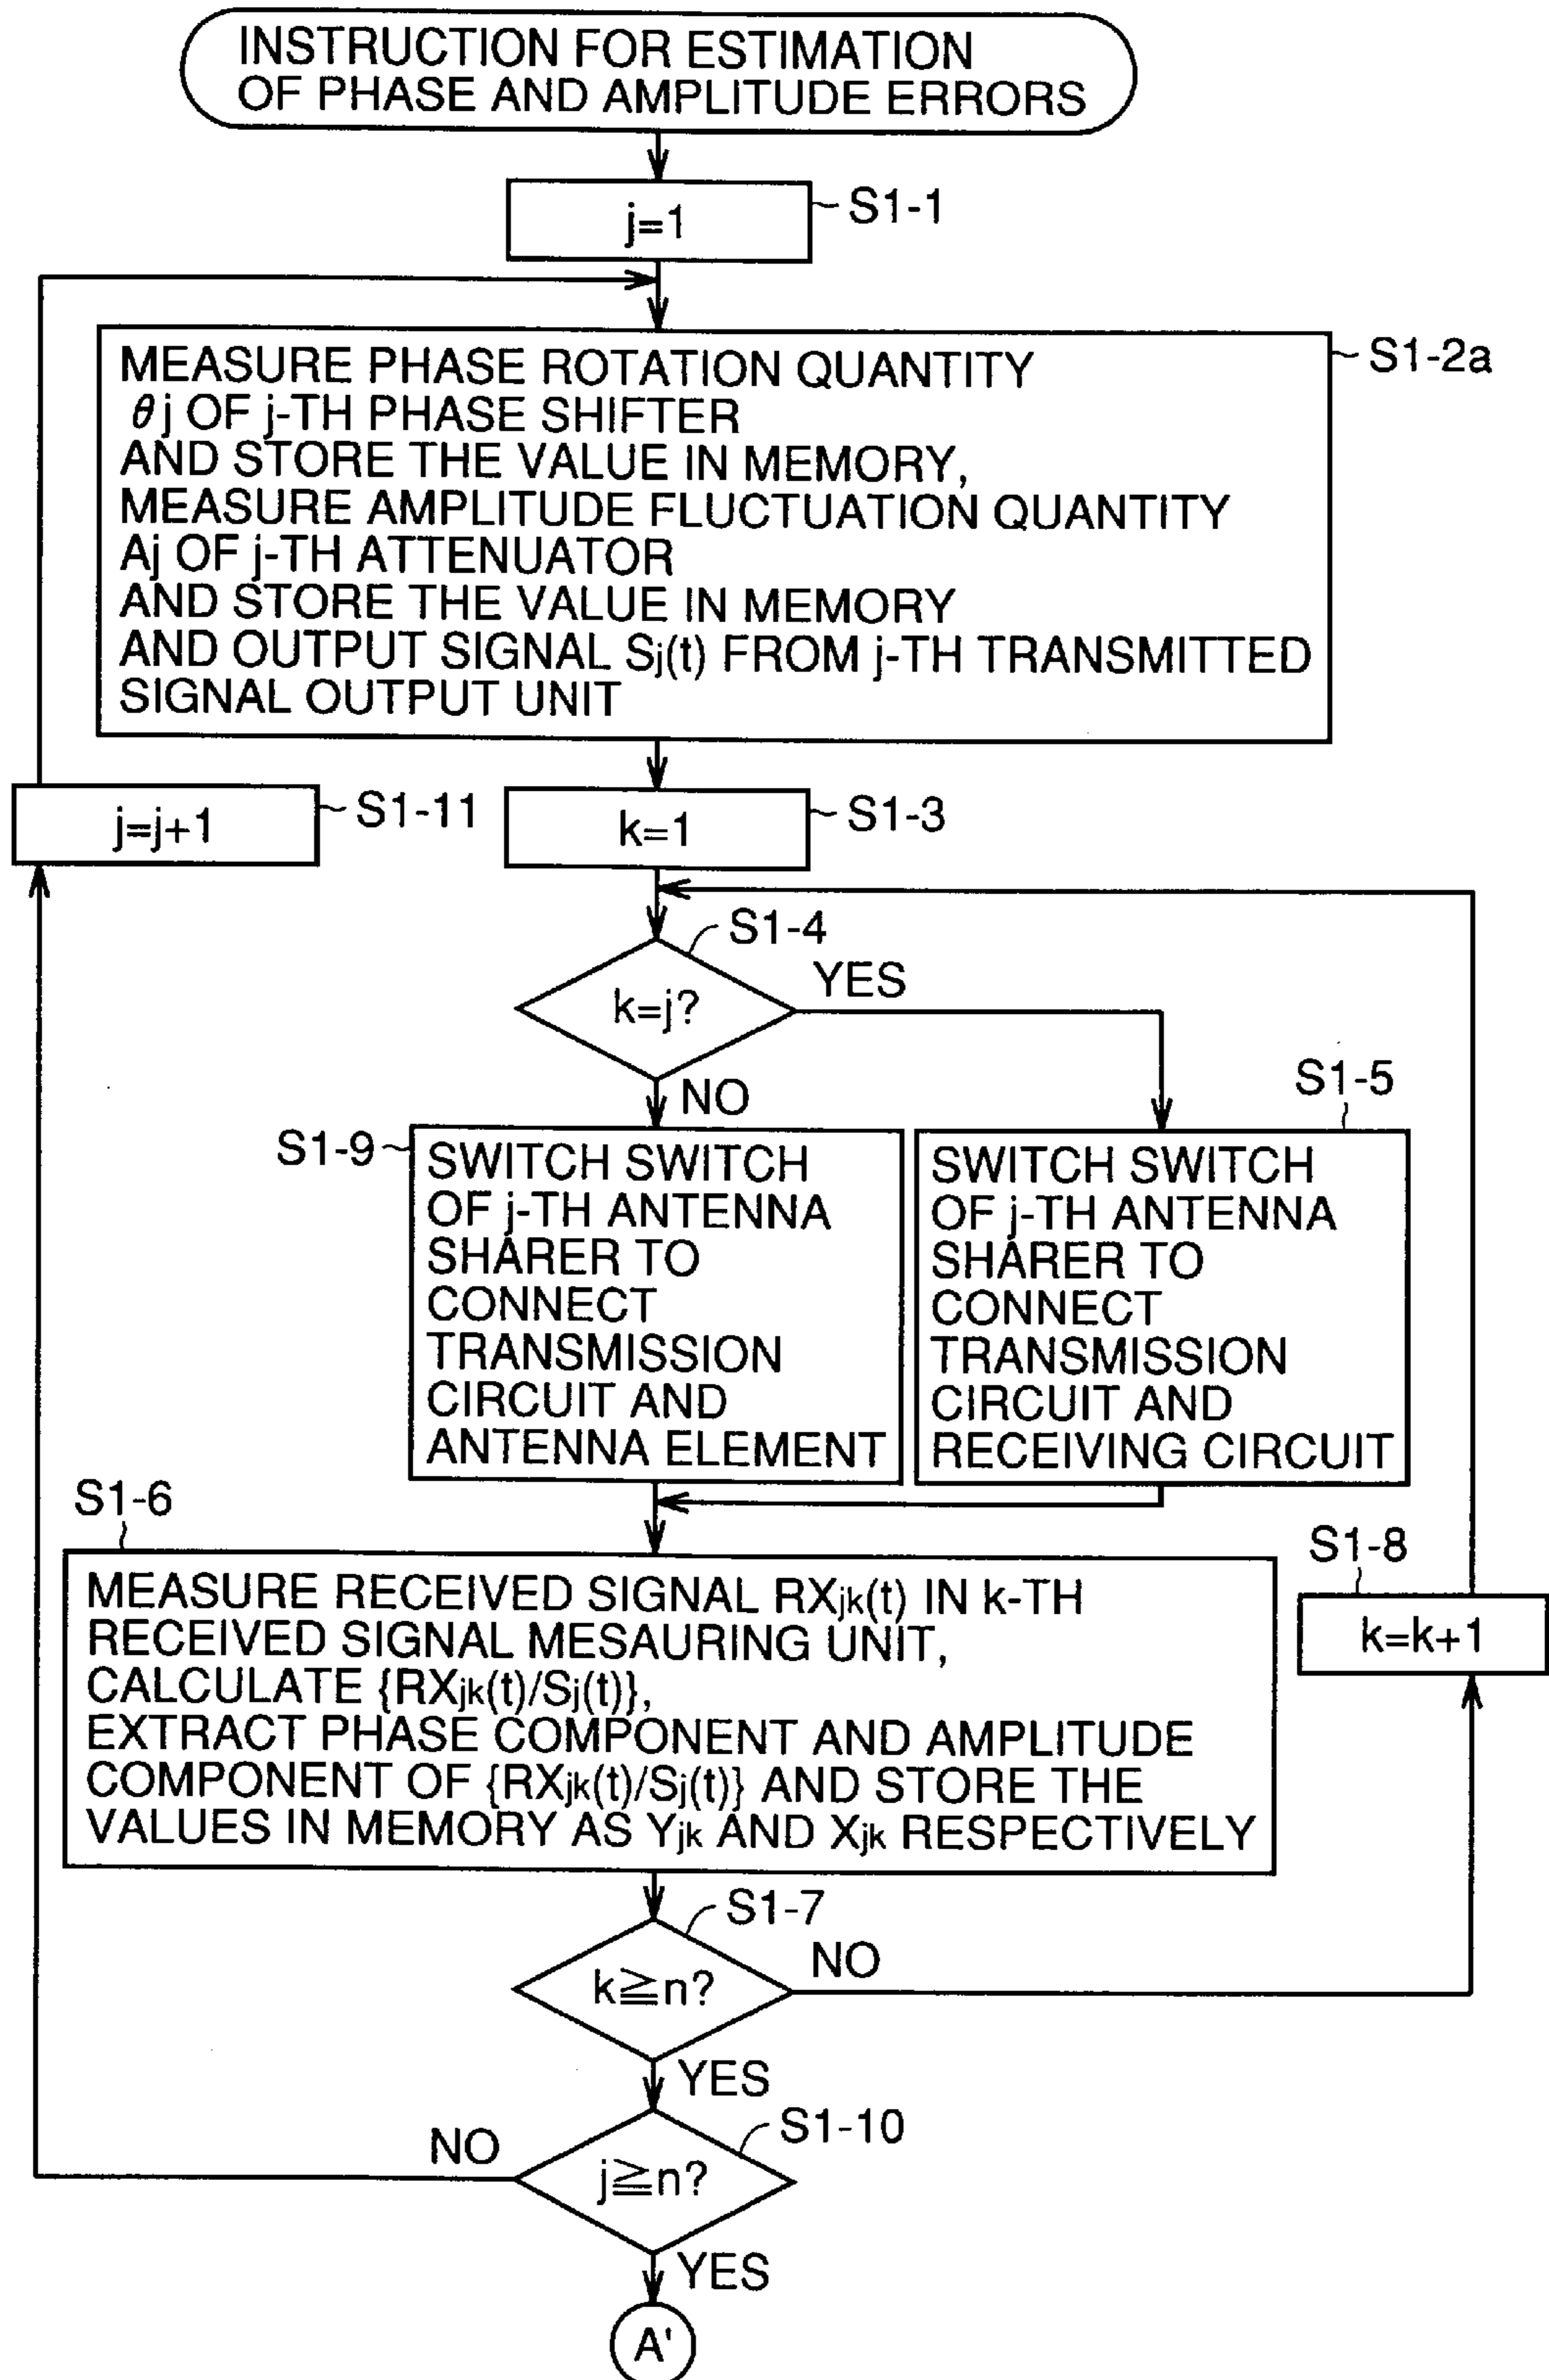 INSTRUCTION FOR ESTIMATION
OF PHASE AND AMPLITUDE ERRORS
j=1
S1-1
MEASURE PHASE ROTATION QUANTITY
θj OF j-TH PHASE SHIFTER
AND STORE THE VALUE IN MEMORY,
MEASURE AMPLITUDE FLUCTUATION QUANTITY
Aj OF j-TH ATTENUATOR
AND STORE THE VALUE IN MEMORY
AND OUTPUT SIGNAL Sj(t) FROM j-TH TRANSMITTED
SIGNAL OUTPUT UNIT
S1-2a
j=j+1
S1-11
k=1
S1-3
S1-4
k=j?
YES
NO
S1-5
S1-9
SWITCH SWITCH
OF j-TH ANTENNA
SHARER TO
CONNECT
TRANSMISSION
CIRCUIT AND
ANTENNA ELEMENT
SWITCH SWITCH
OF j-TH ANTENNA
SHARER TO
CONNECT
TRANSMISSION
CIRCUIT AND
RECEIVING CIRCUIT
S1-6
MEASURE RECEIVED SIGNAL RXjk(t) IN k-TH
RECEIVED SIGNAL MESAURING UNIT,
CALCULATE {RXjk(t)/Sj(t)},
EXTRACT PHASE COMPONENT AND AMPLITUDE
COMPONENT OF {RXjk(t)/Sj(t)} AND STORE THE
VALUES IN MEMORY AS Yjk AND Xjk RESPECTIVELY
S1-8
k=k+1
S1-7
k≧n?
NO
YES
S1-10
NO
j≧n?
YES
A'